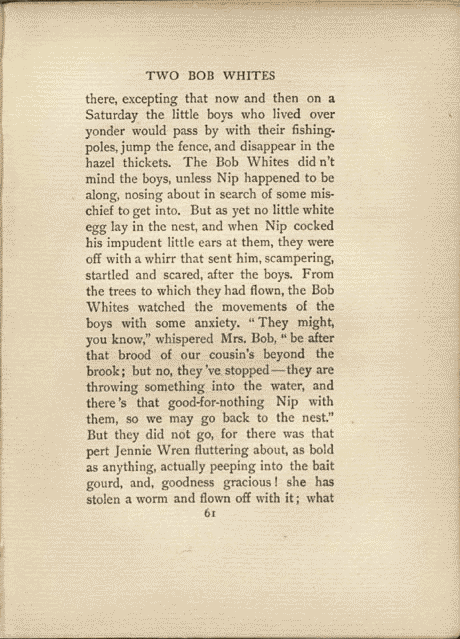 TWO BOB WHITES
there, excepting that now and then on a
Saturday the little boys who lived over
yonder would pass by with their fishing-
poles, jump the fence, and disappear in the
hazel thickets. The Bob Whites did n't
mind the boys, unless Nip happened to be
along, nosing about in search of some mis-
chief to get into. But as yet no little white
egg lay in the nest, and when Nip cocked
his impudent little ears at them, they were
off with a whirr that sent him, scampering,
startled and scared, after the boys. From
the trees to which they had flown, the Bob
Whites watched the movements of the
boys with some anxiety. "They might,
you know," whispered Mrs. Bob, "be after
that brood of our cousin's beyond the
brook; but no, they 've stopped—they are
throwing something into the water, and
there 's that good-for-nothing Nip with
them, so we may go back to the nest."
But they did not go, for there was that
pert Jennie Wren fluttering about, as bold
as anything, actually peeping into the bait
gourd, and, goodness gracious! she has
stolen a worm and flown off with it; what
61